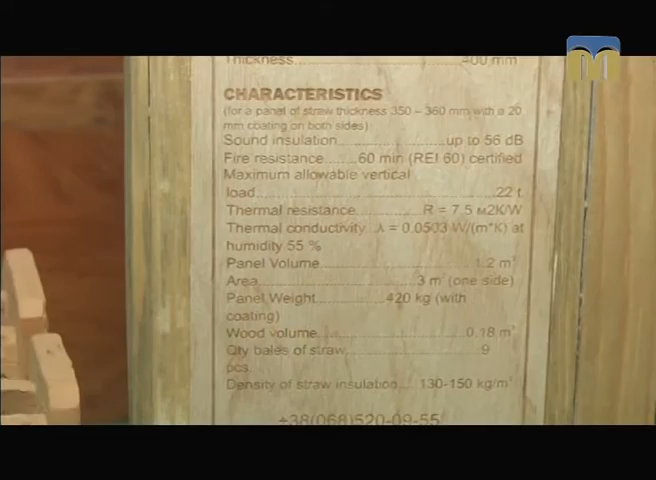 Thickness..........400 mm
CHARACTERISTICS
(for a panel of straw thickness 350 – 360 mm with a 20
mm coating on both sides)
Sound insulation..........up to 56 dB
Fire resistance..........60 min (REI 60) certified
Maximum allowable vertical
load..........22 t
Thermal resistance..........R = 7.5 м2K/W
Thermal conductivity...λ = 0.0503 W/(m*K) at
humidity 55 %
Panel Volume..........1.2 m³
Area..........3 m² (one side)
Panel Weight..........420 kg (with
coating)
Wood volume..........0.18 m³
Qty bales of straw..........9
pcs.
Density of straw insulation....130-150 kg/m³
+38(068)520-09-55